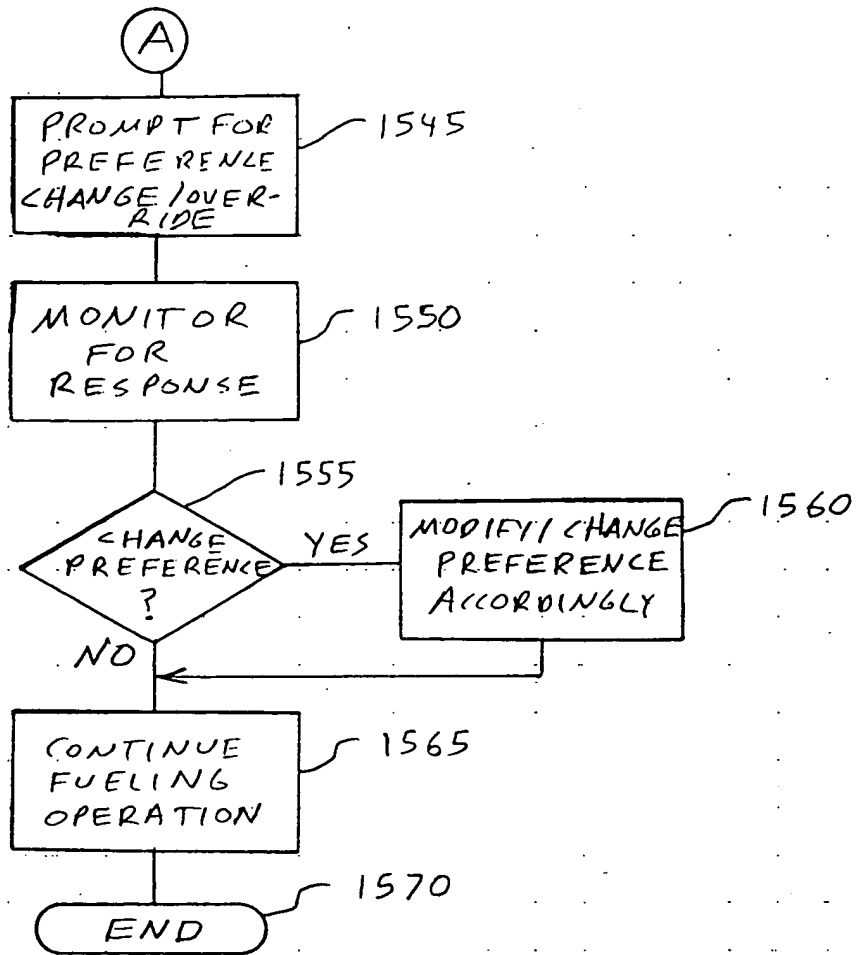 A
PROMPT FOR
PREFERENCE
CHANGE/OVER-
RIDE
1545
MONITOR
FOR
RESPONSE
1550
1555
CHANGE
PREFERENCE
?
YES
NO
MODIFY/CHANGE
PREFERENCE
ACCORDINGLY
1560
CONTINUE
FUELING
OPERATION
1565
END
1570